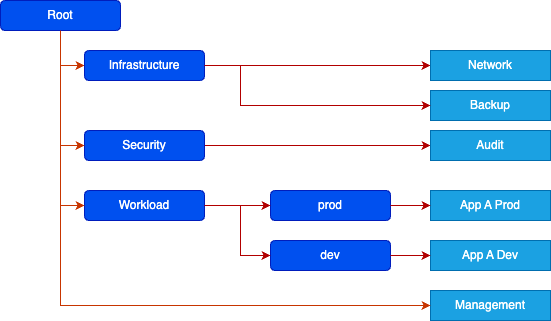 Root
Infrastructure
Network
Backup
Security
Audit
Workload
prod
App A Prod
dev
App A Dev
Management